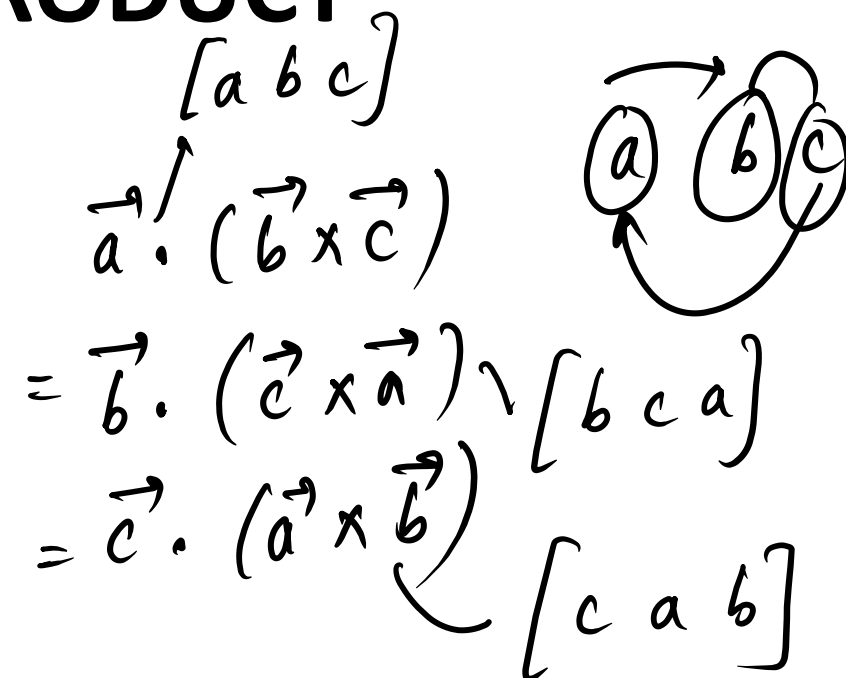 RODUCT
[a b c]
a b c
a⃗ . (b⃗ × c⃗)
= b⃗ . (c⃗ × a⃗) [b c a]
= c⃗ . (a⃗ × b⃗)
[c a b]